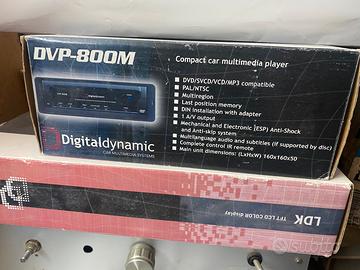 DVP-800M
Compact car multimedia player
DVD/SVCD/VCD/MP3 compatible
PAL/NTSC
Multiregion
Last position memory
DIN Installation with adapter
1 A/V output
Mechanical and Electronic (ESP) Anti-Shock
and Anti-skip system
Multilanguage audio and subtitles (if supported by disc)
Complete control IR remote
Main unit dimensions: (LxHxW) 160x160x50
Digitaldynamic
CAR MULTIMEDIA SYSTEMS
LDK
TFT LCD COLOR display
subito